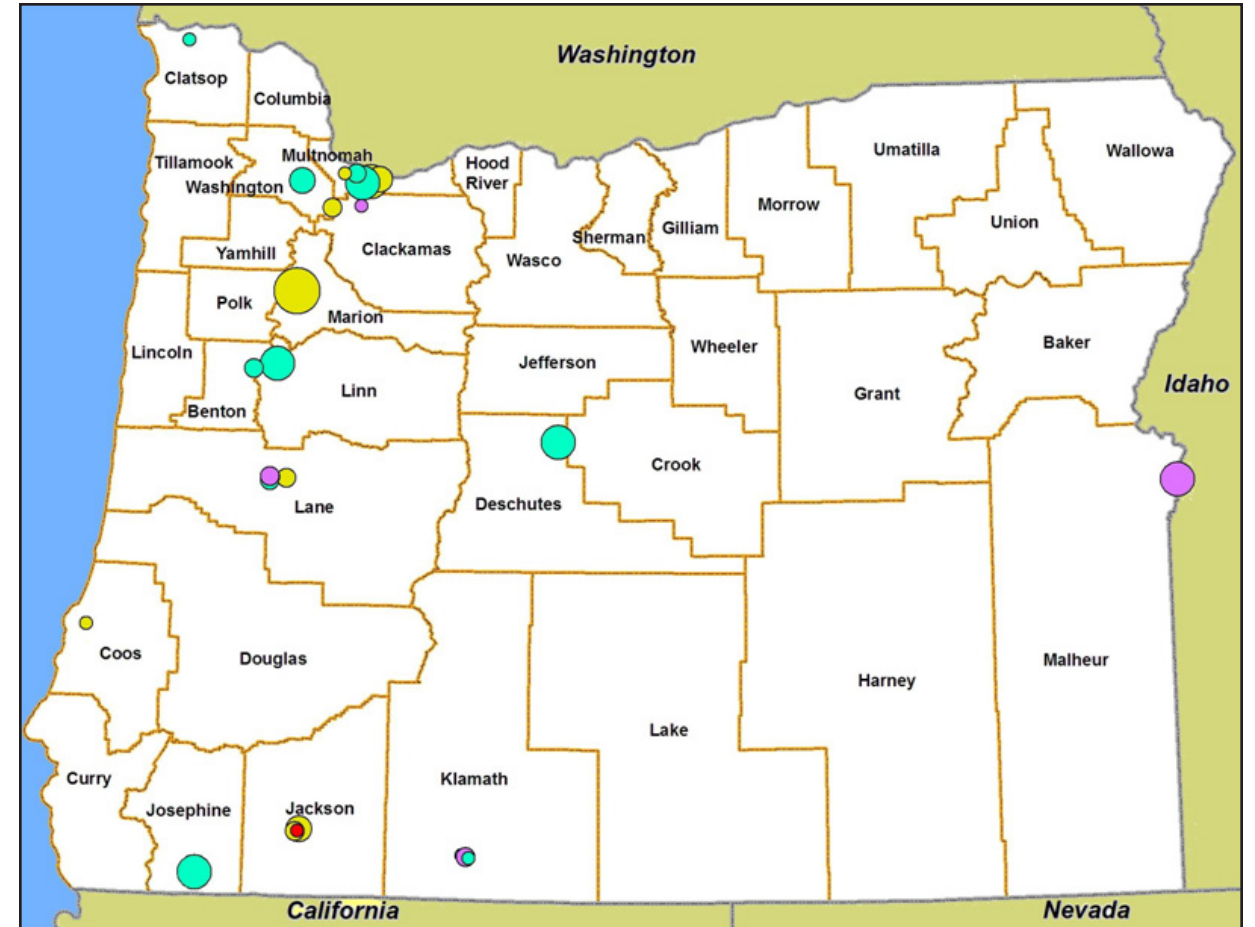 Washington
Clatsop
Columbia
Tillamook
Multnomah
Washington
Hood
River
Umatilla
Wallowa
Morrow
Union
Gilliam
Sherman
Yamhill
Clackamas
Wasco
Polk
Marion
Lincoln
Jefferson
Wheeler
Baker
Idaho
Linn
Grant
Benton
Crook
Lane
Deschutes
Coos
Douglas
Malheur
Harney
Lake
Curry
Klamath
Josephine
Jackson
California
Nevada